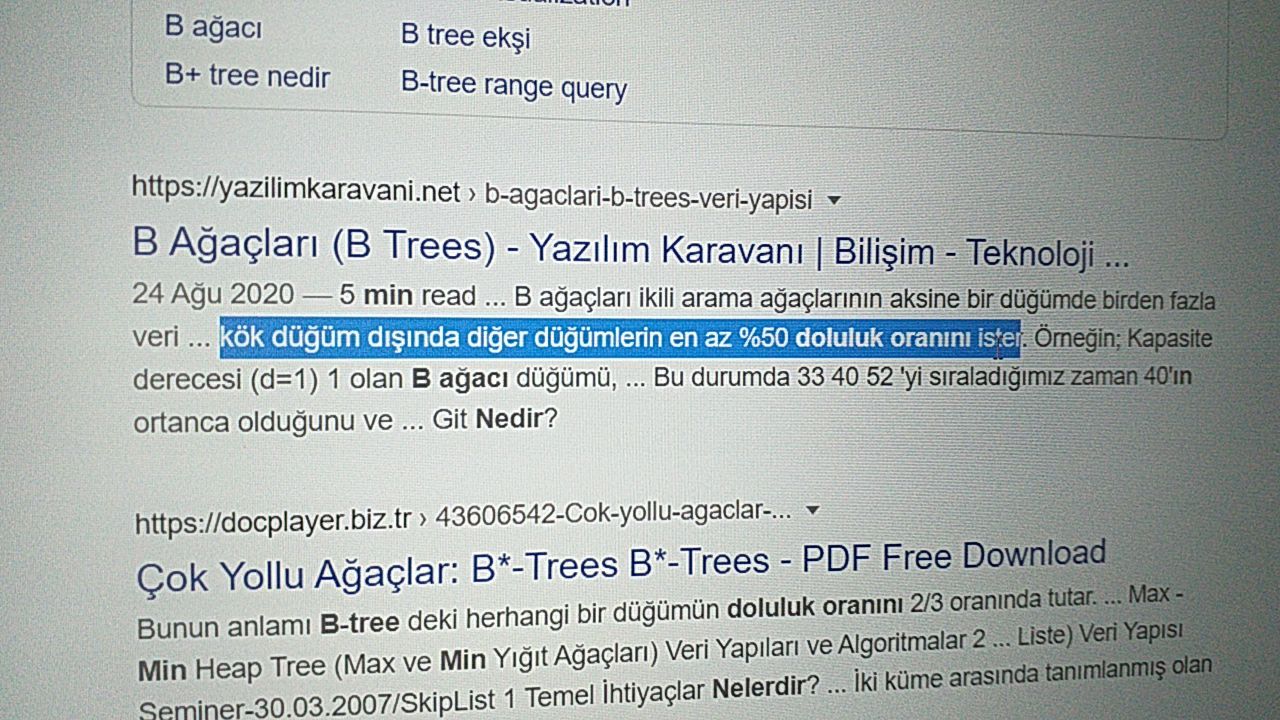 B ağacı
B tree ekşi
B+ tree nedir
B-tree range query
https://yazilimkaravani.net › b-agaclari-b-trees-veri-yapisi
B Ağaçları (B Trees) - Yazılım Karavanı | Bilişim - Teknoloji ...
24 Ağu 2020 — 5 min read ... B ağaçları ikili arama ağaçlarının aksine bir düğümde birden fazla
veri ... kök düğüm dışında diğer düğümlerin en az %50 doluluk oranını ister. Örneğin; Kapasite
derecesi (d=1) 1 olan B ağacı düğümü, ... Bu durumda 33 40 52 'yi sıraladığımız zaman 40'ın
ortanca olduğunu ve ... Git Nedir?
https://docplayer.biz.tr › 43606542-Cok-yollu-agaclar-...
Çok Yollu Ağaçlar: B*-Trees B*-Trees - PDF Free Download
Bunun anlamı B-tree deki herhangi bir düğümün doluluk oranını 2/3 oranında tutar. ... Max -
Min Heap Tree (Max ve Min Yığıt Ağaçları) Veri Yapıları ve Algoritmalar 2 ... Liste) Veri Yapısı
Seminer-30.03.2007/SkipList 1 Temel İhtiyaçlar Nelerdir? ... İki küme arasında tanımlanmış olan